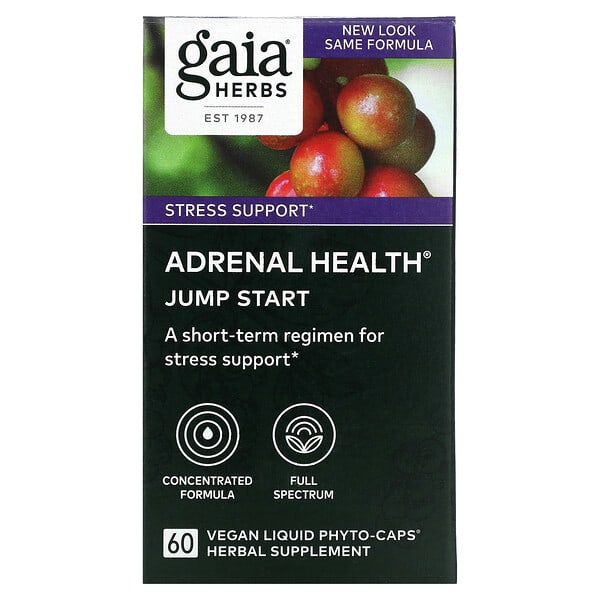 gaia®
HERBS
EST 1987
NEW LOOK
SAME FORMULA
STRESS SUPPORT*
ADRENAL HEALTH®
JUMP START
A short-term regimen for
stress support*
CONCENTRATED
FORMULA
FULL
SPECTRUM
60 VEGAN LIQUID PHYTO-CAPS®
HERBAL SUPPLEMENT